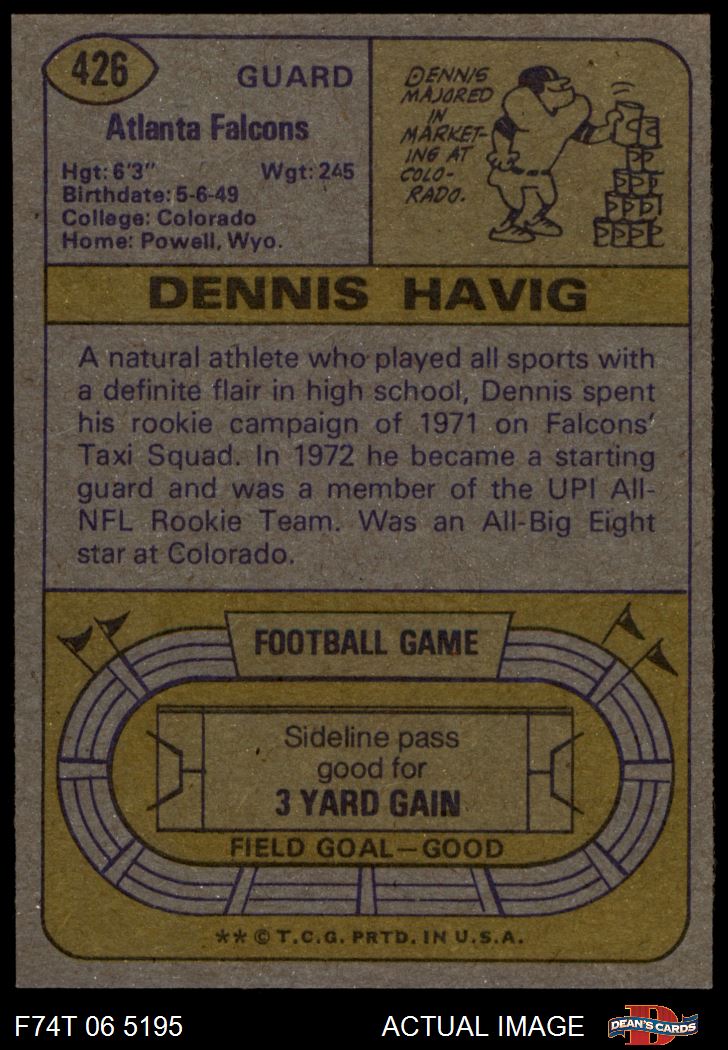 426
GUARD
Atlanta Falcons
Hgt: 6'3" Wgt: 245
Birthdate: 5-6-49
College: Colorado
Home: Powell, Wyo.
DENNIS
MAJORED
IN
MARKET-
ING AT
COLO-
RADO.
DENNIS HAVIG
A natural athlete who played all sports with
a definite flair in high school, Dennis spent
his rookie campaign of 1971 on Falcons'
Taxi Squad. In 1972 he became a starting
guard and was a member of the UPI All-
NFL Rookie Team. Was an All-Big Eight
star at Colorado.
FOOTBALL GAME
Sideline pass
good for
3 YARD GAIN
FIELD GOAL—GOOD
** © T.C.G. PRTD. IN U.S.A.
F74T 06 5195 ACTUAL IMAGE
D
DEAN'S CARDS